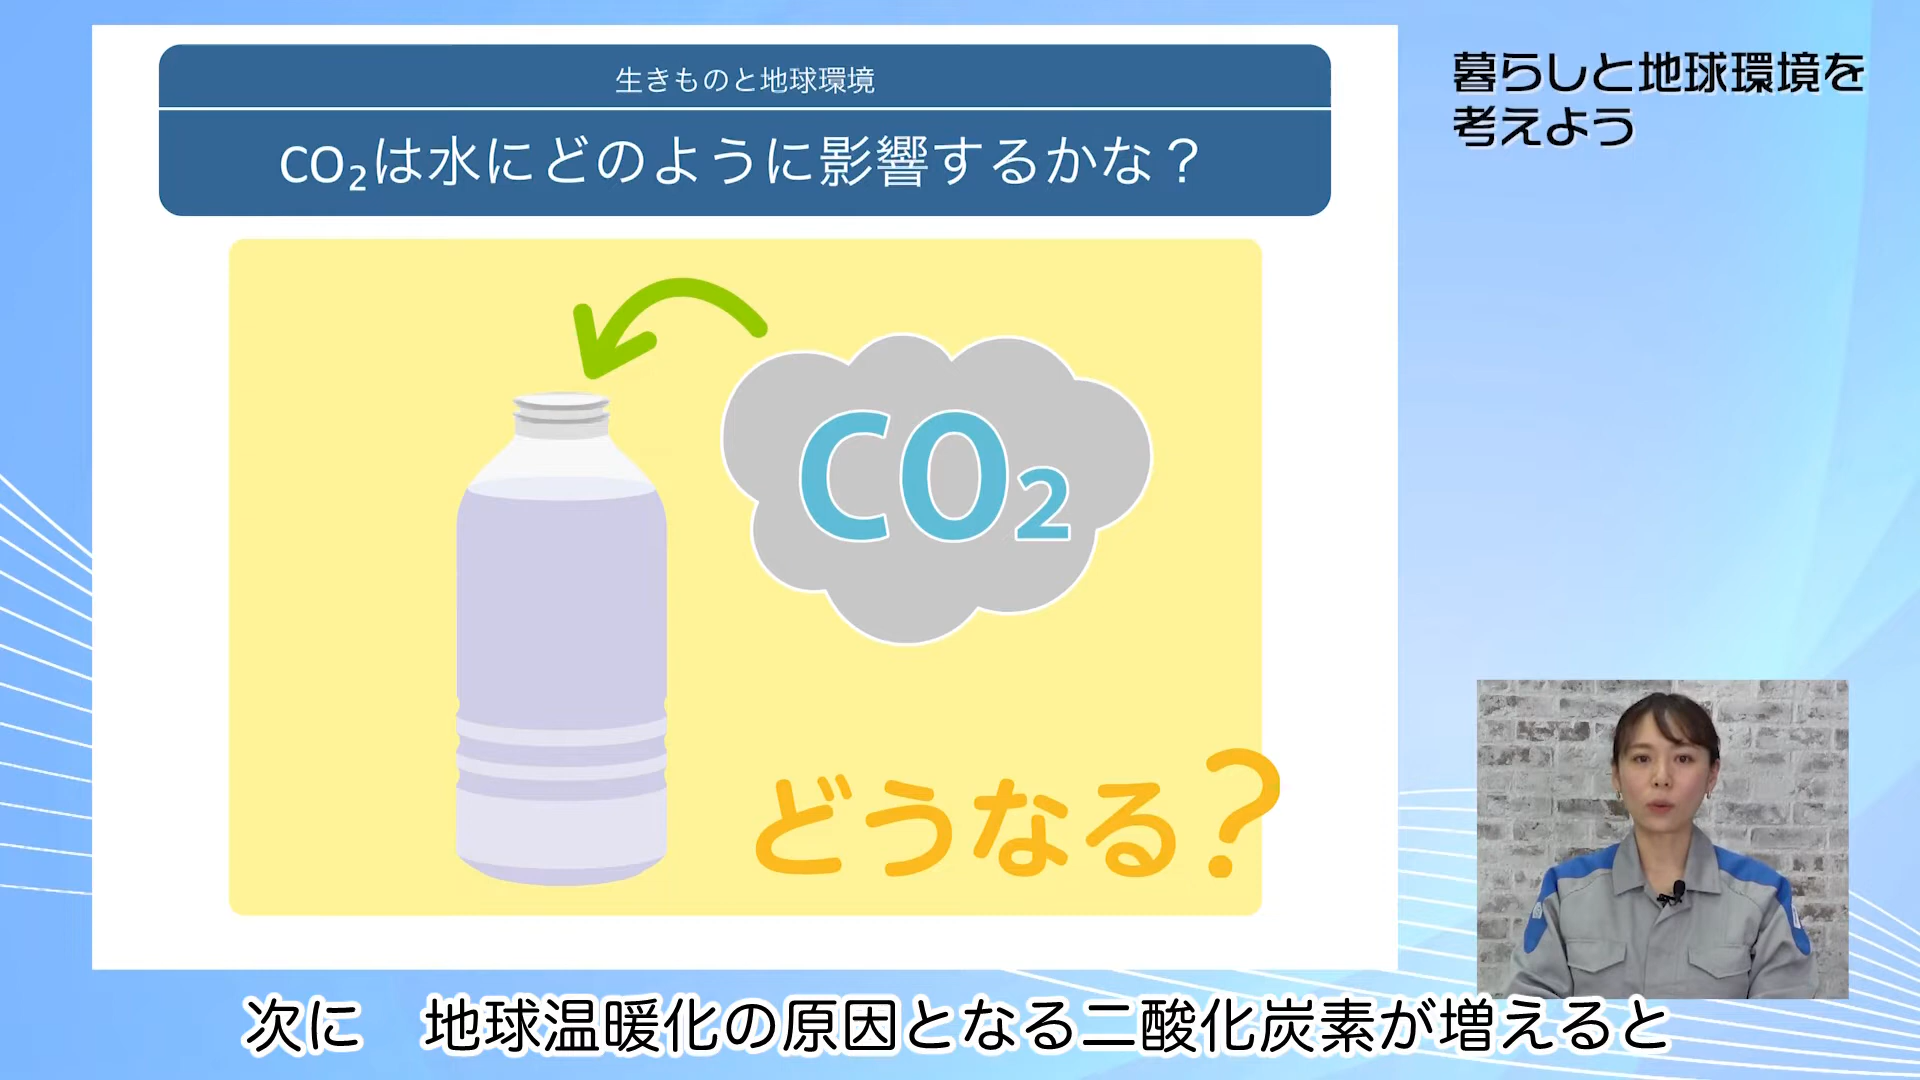 生きものと地球環境
CO₂は水にどのように影響するかな？
暮らしと地球環境を
考えよう
CO₂
どうなる?
次に　地球温暖化の原因となる二酸化炭素が増えると